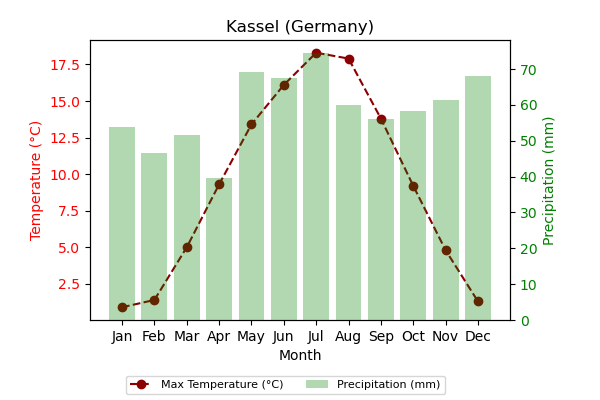 Kassel (Germany)
Temperature (°C)
17.5
15.0
12.5
10.0
7.5
5.0
2.5
70
60
50
40
30
20
10
0
Precipitation (mm)
Jan Feb Mar Apr May Jun Jul Aug Sep Oct Nov Dec
Month
Max Temperature (°C) Precipitation (mm)